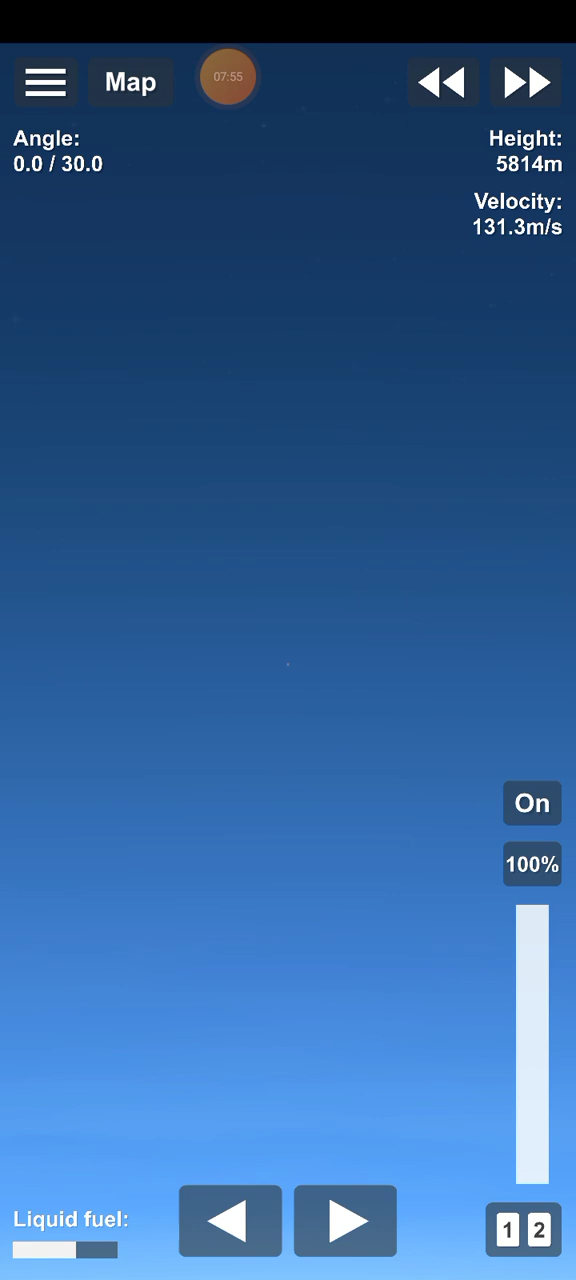 Map
07:55
Angle:
0.0 / 30.0
Height:
5814m
Velocity:
131.3m/s
On
100%
Liquid fuel:
1 2